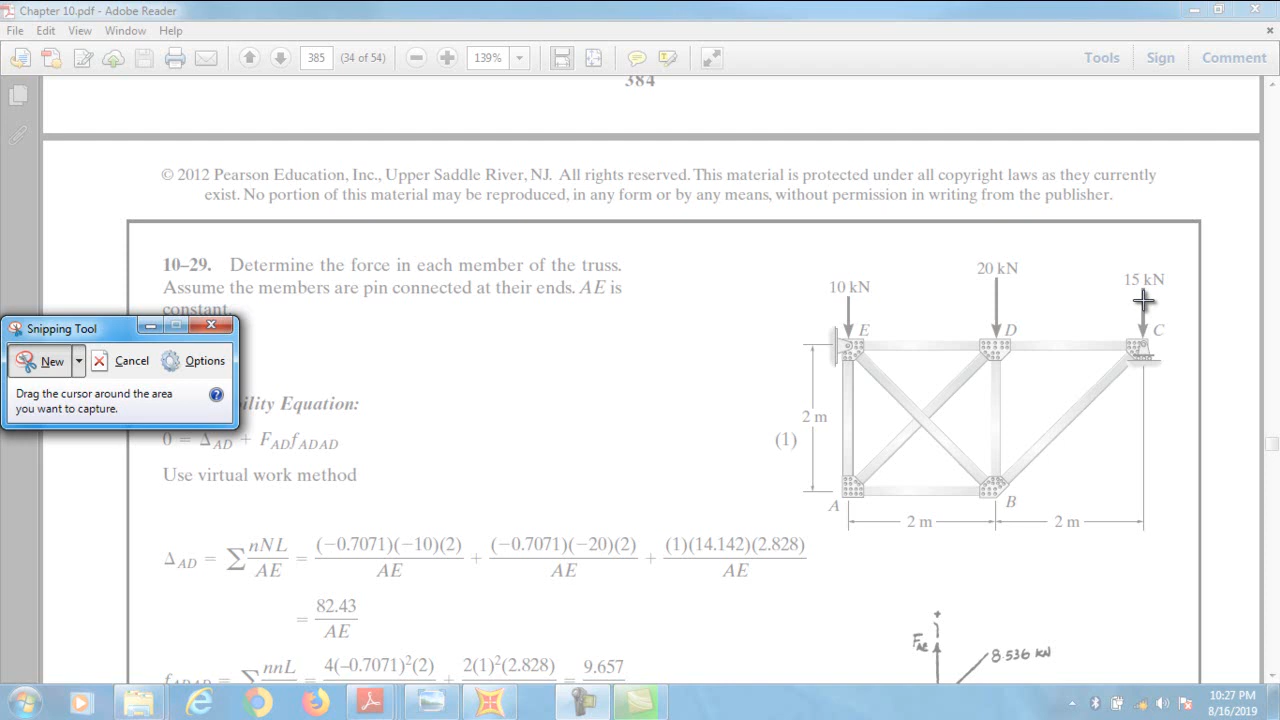 Chapter 10.pdf - Adobe Reader
File Edit View Window Help
385 (34 of 54) 139% Tools Sign Comment
384
© 2012 Pearson Education, Inc., Upper Saddle River, NJ. All rights reserved. This material is protected under all copyright laws as they currently
exist. No portion of this material may be reproduced, in any form or by any means, without permission in writing from the publisher.
10–29. Determine the force in each member of the truss.
Assume the members are pin connected at their ends. AE is
constant.
20 kN
10 kN
15 kN
E D C
2 m
A B
2 m 2 m
Snipping Tool
New Cancel Options
Drag the cursor around the area
you want to capture.
bility Equation:
0 = Δ_AD + F_AD f_ADAD (1)
Use virtual work method
Δ_AD = ∑ nNL/AE = (−0.7071)(−10)(2)/AE + (−0.7071)(−20)(2)/AE + (1)(14.142)(2.828)/AE
= 82.43/AE
f_ADAD = ∑ nnL = 4(−0.7071)²(2) + 2(1)²(2.828) = 9.657
F_AE
8.536 kN
10:27 PM
8/16/2019